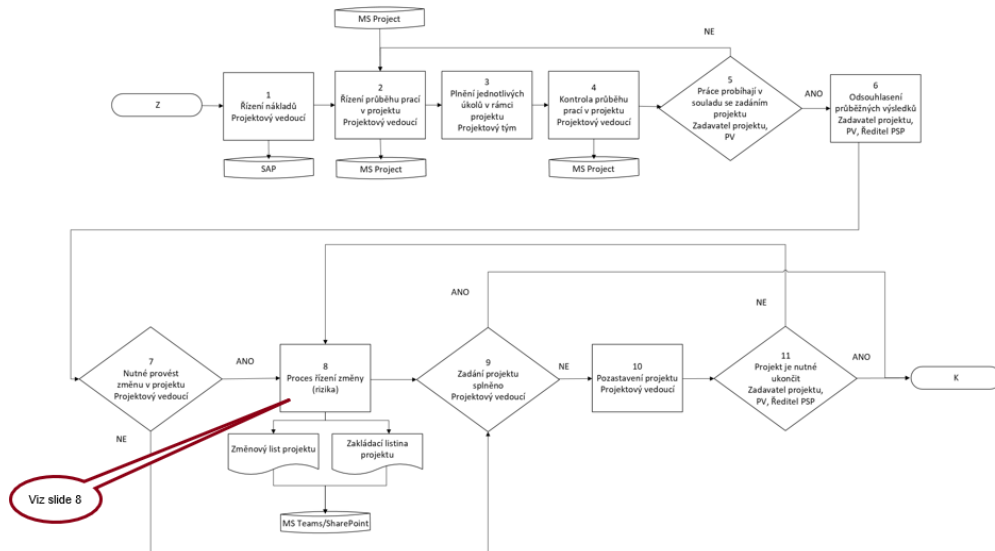 MS Project
NE
Z
1
Řízení nákladů
Projektový vedoucí
2
Řízení průběhu prací
v projektu
Projektový vedoucí
3
Plnění jednotlivých
úkolů v rámci
projektu
Projektový tým
4
Kontrola průběhu
prací v projektu
Projektový vedoucí
5
Práce probíhají v
souladu se zadáním
projektu
Zadavatel projektu,
PV
ANO
6
Odsouhlasení
průběžných výsledků
Zadavatel projektu,
PV, Ředitel PSP
SAP
MS Project
MS Project
7
Nutné provést
změnu v projektu
Projektový vedoucí
ANO
NE
8
Proces řízení změny
(rizika)
ANO
9
Zadání projektu
splněno
Projektový vedoucí
NE
10
Pozastavení projektu
Projektový vedoucí
NE
11
Projekt je nutné
ukončit
Zadavatel projektu,
PV, Ředitel PSP
ANO
K
Změnový list projektu
Zakládací listina
projektu
Viz slide 8
MS Teams/SharePoint